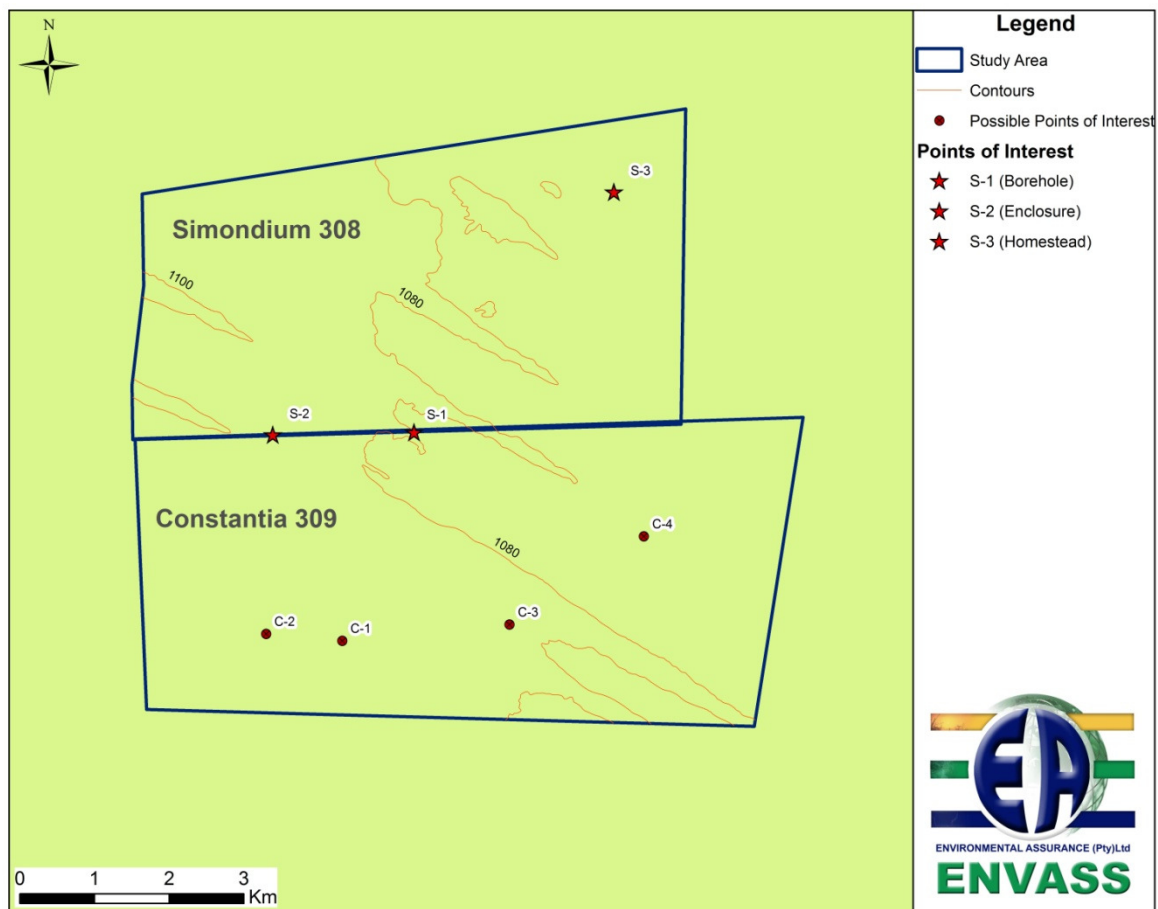 N
Legend
Study Area
Contours
Possible Points of Interest
Points of Interest
S-1 (Borehole)
S-2 (Enclosure)
S-3 (Homestead)
S-3
Simondium 308
1100
1080
S-2
S-1
Constantia 309
C-4
1080
C-3
C-2
C-1
0 1 2 3
Km
EA
ENVIRONMENTAL ASSURANCE (Pty)Ltd
ENVASS